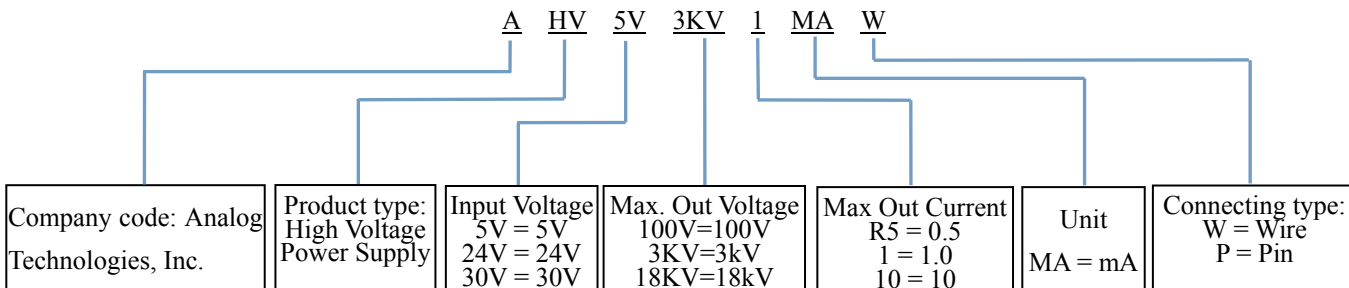 A HV 5V 3KV 1 MA W
Company code: Analog
Technologies, Inc.
Product type:
High Voltage
Power Supply
Input Voltage
5V = 5V
24V = 24V
30V = 30V
Max. Out Voltage
100V=100V
3KV=3kV
18KV=18kV
Max Out Current
R5 = 0.5
1 = 1.0
10 = 10
Unit
MA = mA
Connecting type:
W = Wire
P = Pin